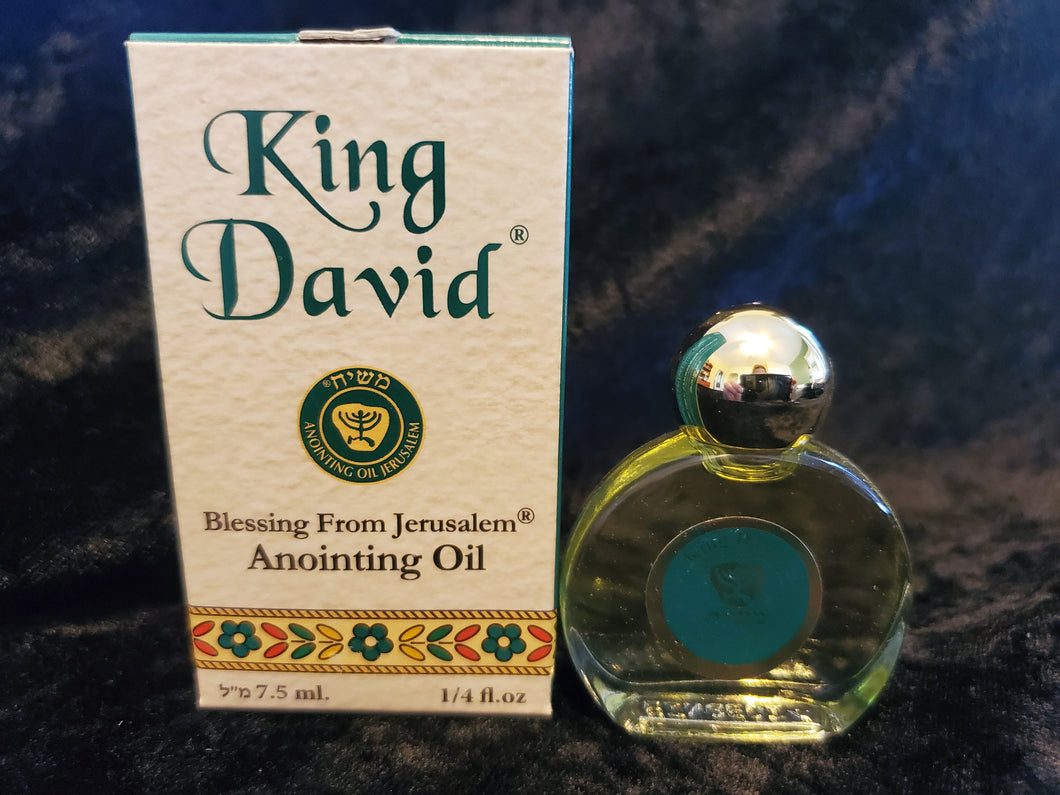 King
David®
משיח®
ANOINTING OIL JERUSALEM
Blessing From Jerusalem®
Anointing Oil
מ"ל 7.5 ml.
1/4 fl.oz